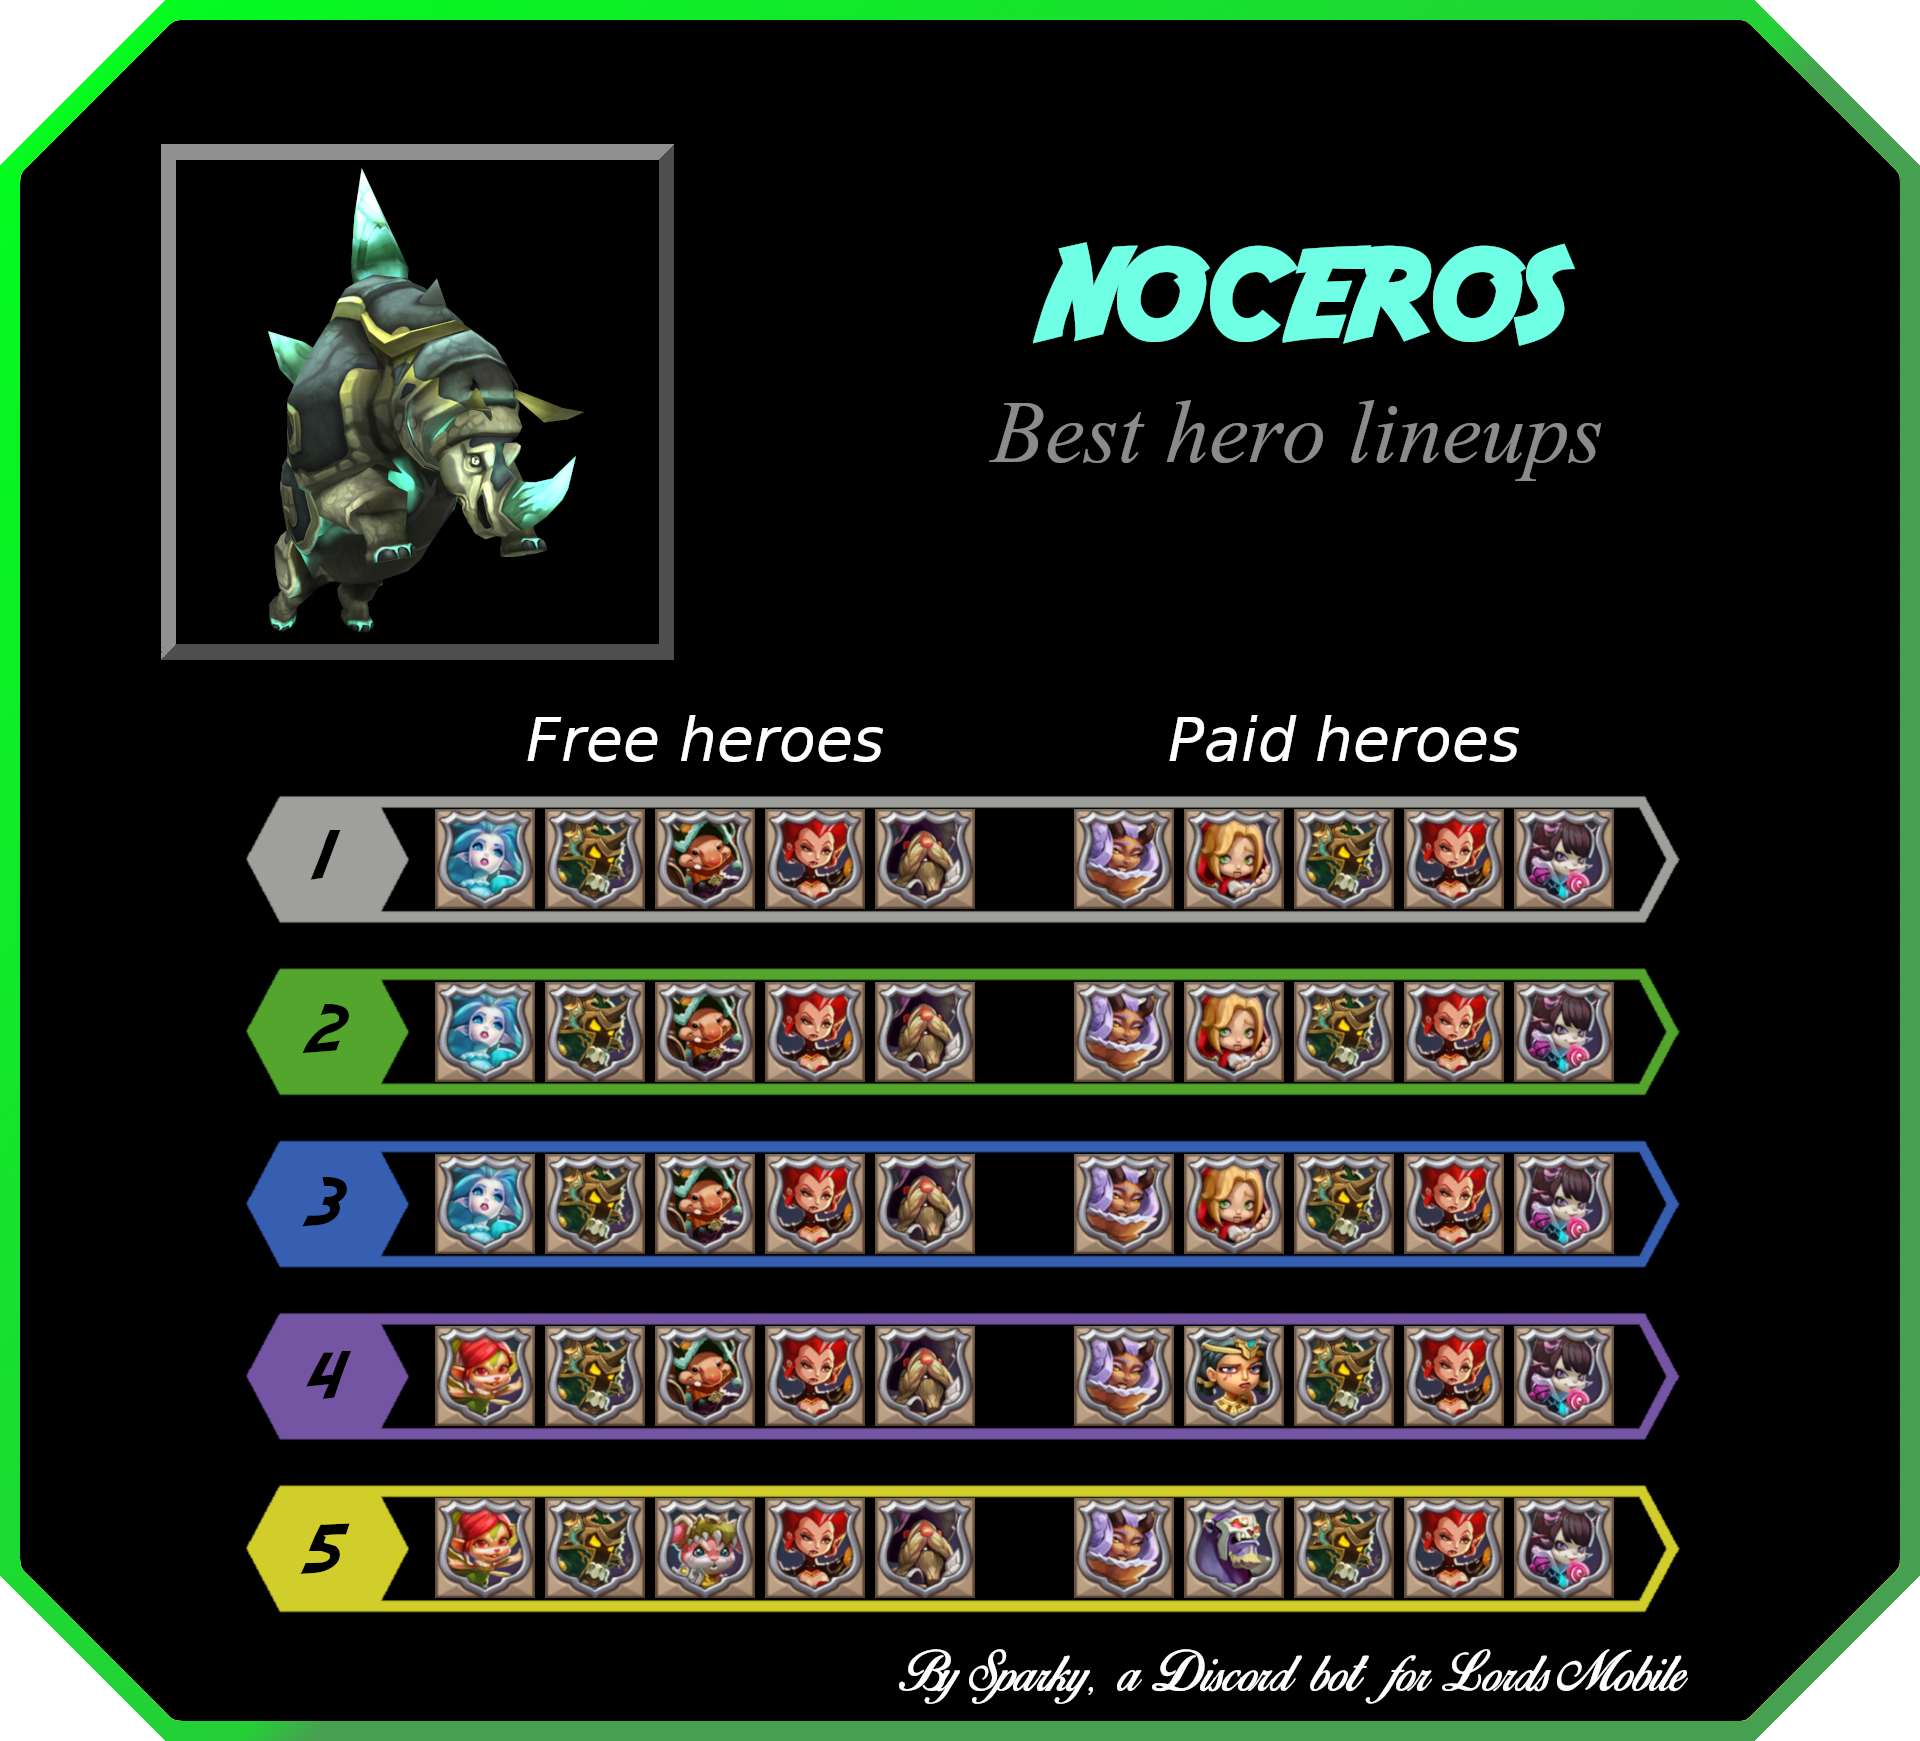 NOCEROS
Best hero lineups
Free heroes Paid heroes
1
2
3
4
5
By Sparky, a Discord bot for Lords Mobile